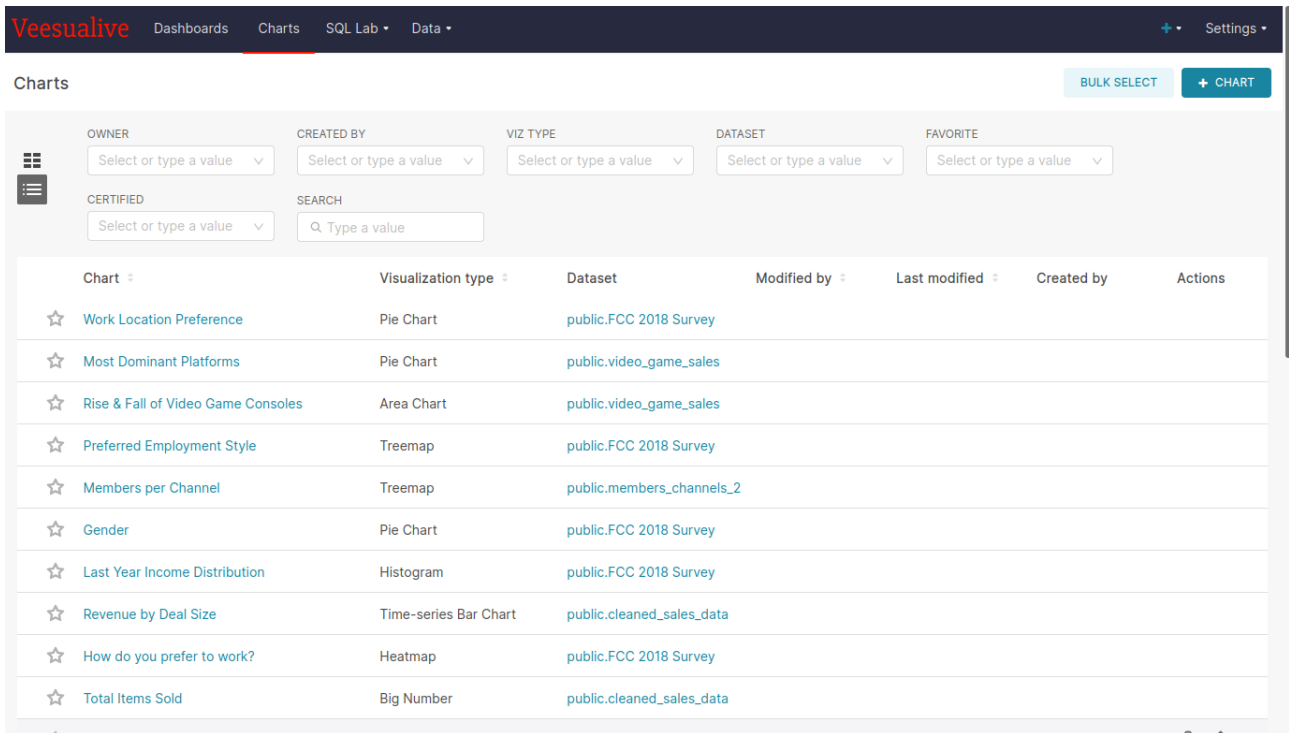 Veesualive Dashboards Charts SQL Lab Data + Settings
Charts BULK SELECT + CHART
OWNER CREATED BY VIZ TYPE DATASET FAVORITE
Select or type a value Select or type a value Select or type a value Select or type a value Select or type a value
CERTIFIED SEARCH
Select or type a value Type a value
Chart Visualization type Dataset Modified by Last modified Created by Actions
Work Location Preference Pie Chart public.FCC 2018 Survey
Most Dominant Platforms Pie Chart public.video_game_sales
Rise & Fall of Video Game Consoles Area Chart public.video_game_sales
Preferred Employment Style Treemap public.FCC 2018 Survey
Members per Channel Treemap public.members_channels_2
Gender Pie Chart public.FCC 2018 Survey
Last Year Income Distribution Histogram public.FCC 2018 Survey
Revenue by Deal Size Time-series Bar Chart public.cleaned_sales_data
How do you prefer to work? Heatmap public.FCC 2018 Survey
Total Items Sold Big Number public.cleaned_sales_data